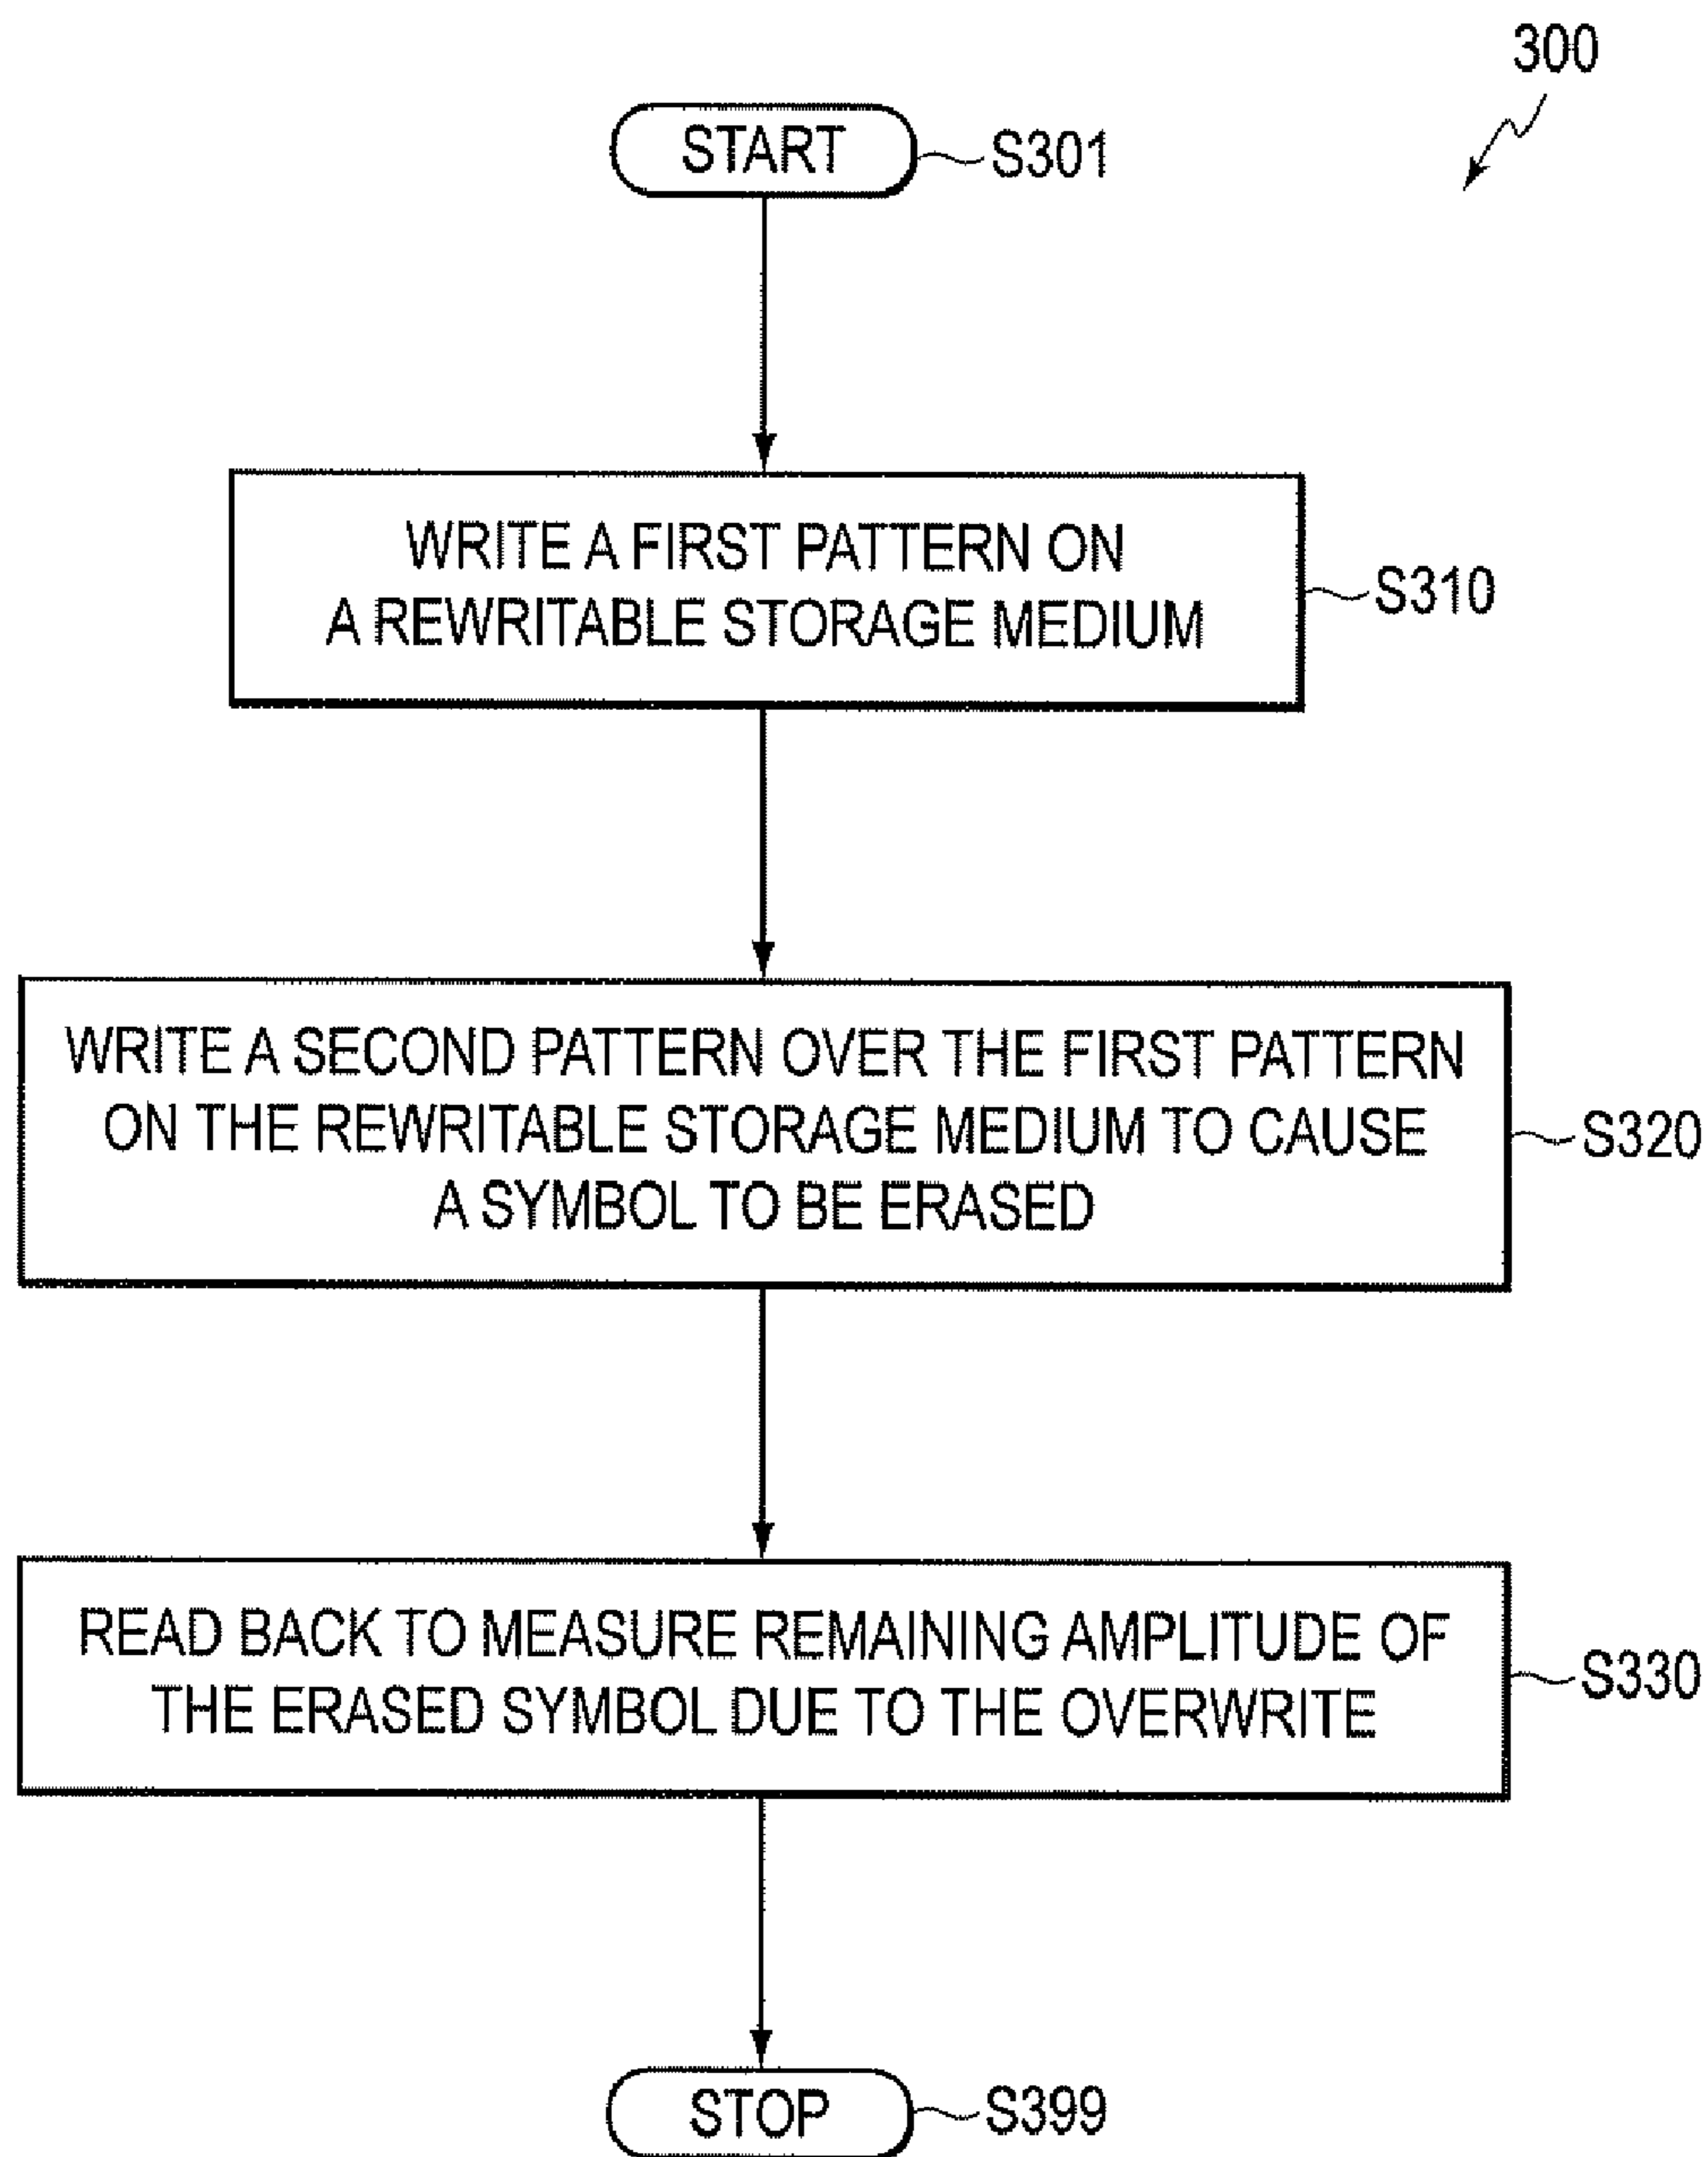 300
START
S301
WRITE A FIRST PATTERN ON
A REWRITABLE STORAGE MEDIUM
S310
WRITE A SECOND PATTERN OVER THE FIRST PATTERN
ON THE REWRITABLE STORAGE MEDIUM TO CAUSE
A SYMBOL TO BE ERASED
S320
READ BACK TO MEASURE REMAINING AMPLITUDE OF
THE ERASED SYMBOL DUE TO THE OVERWRITE
S330
STOP
S399